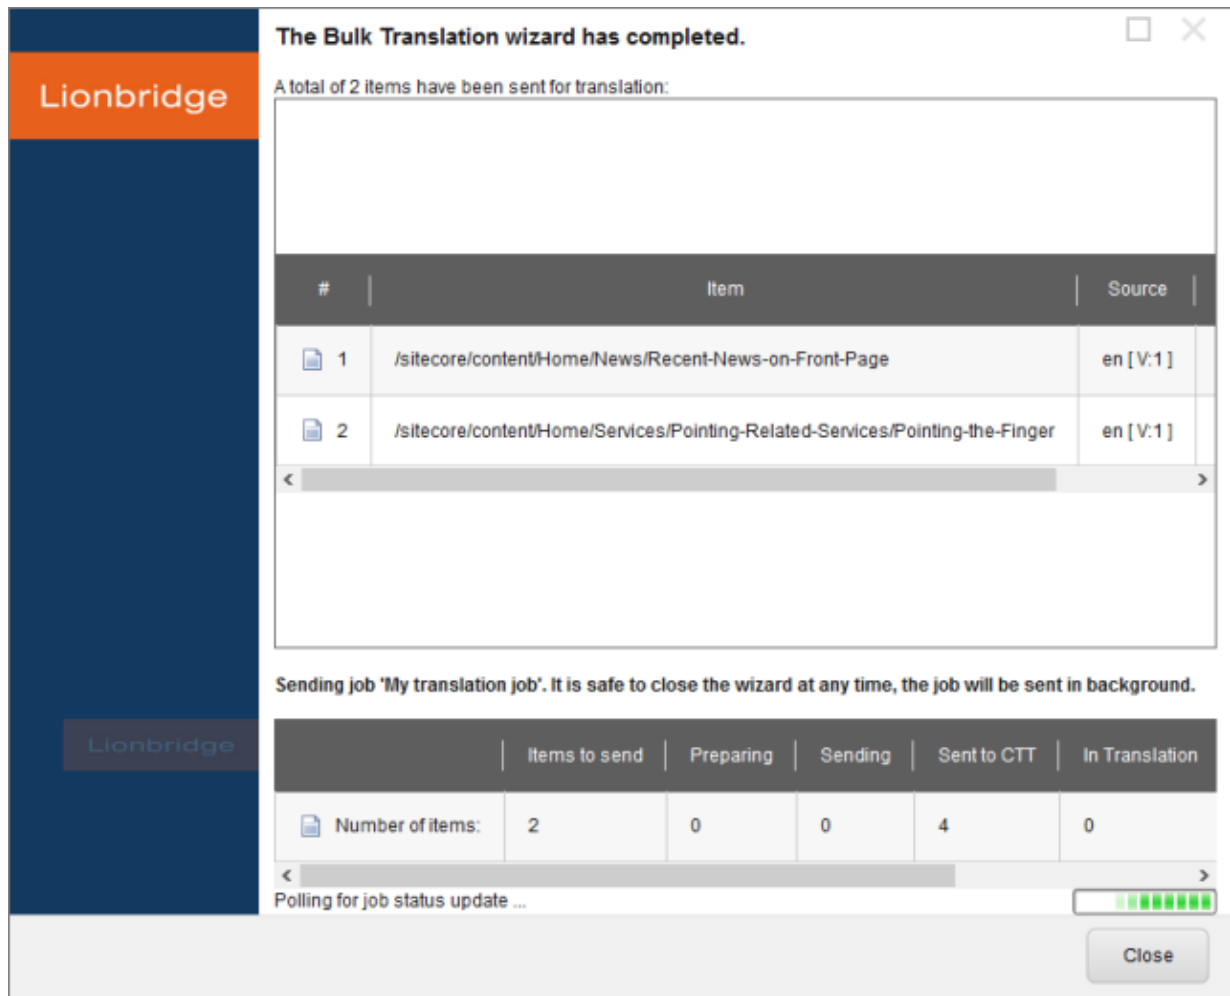 The Bulk Translation wizard has completed.
Lionbridge
A total of 2 items have been sent for translation:
# Item Source
1 /sitecore/content/Home/News/Recent-News-on-Front-Page en [ V:1 ]
2 /sitecore/content/Home/Services/Pointing-Related-Services/Pointing-the-Finger en [ V:1 ]
Sending job 'My translation job'. It is safe to close the wizard at any time, the job will be sent in background.
Lionbridge
Items to send Preparing Sending Sent to CTT In Translation
Number of items: 2 0 0 4 0
Polling for job status update ...
Close